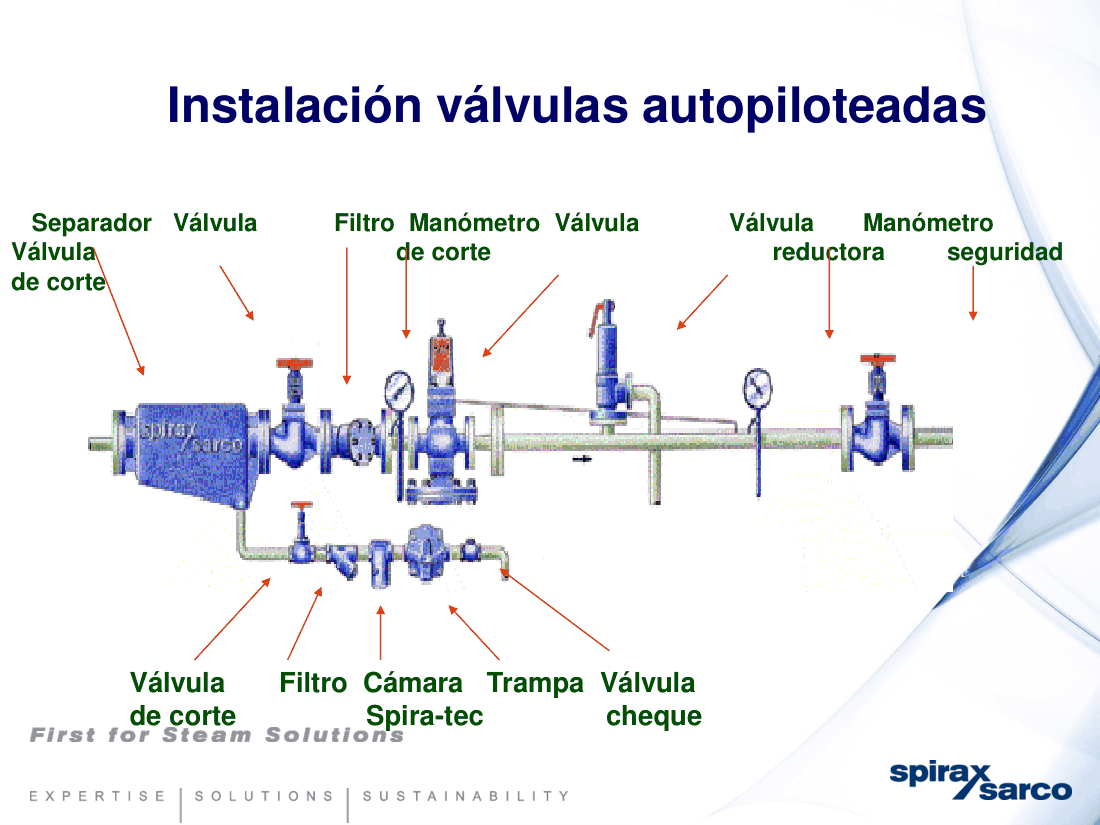 Instalación válvulas autopiloteadas
Separador Válvula Filtro Manómetro Válvula Válvula Manómetro
Válvula de corte reductora seguridad
de corte
spirax
sarco
Válvula Filtro Cámara Trampa Válvula
de corte Spira-tec cheque
First for Steam Solutions
EXPERTISE SOLUTIONS SUSTAINABILITY
spirax
sarco